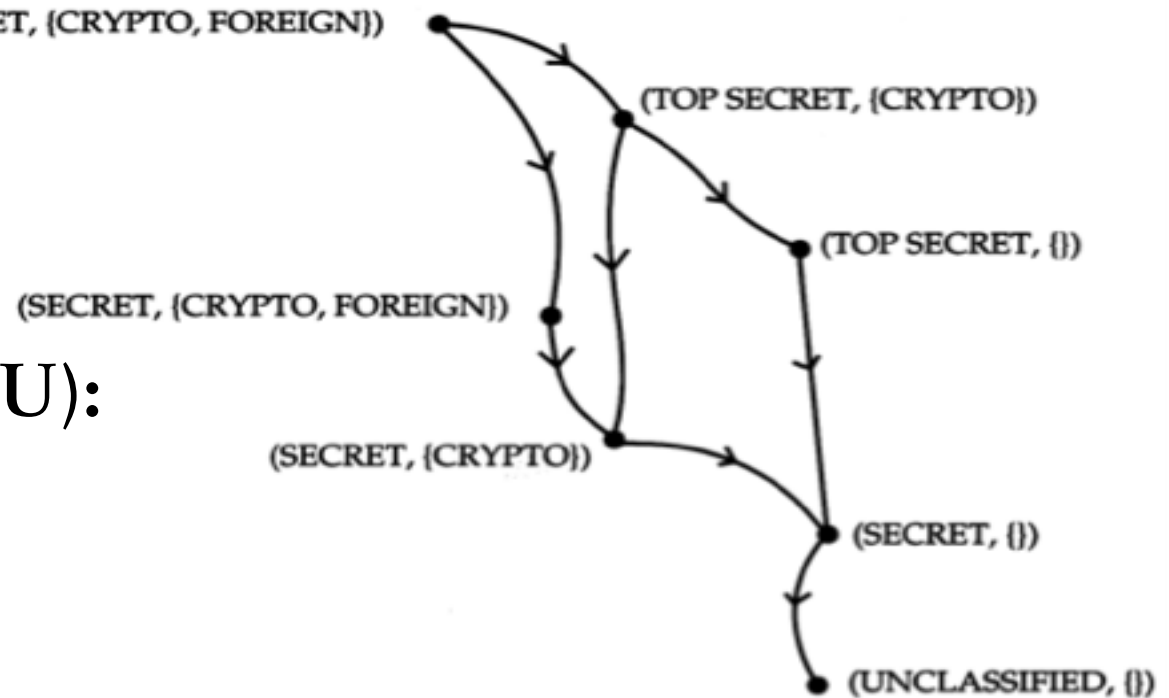 ET, {CRYPTO, FOREIGN})
(TOP SECRET, {CRYPTO})
(TOP SECRET, {})
(SECRET, {CRYPTO, FOREIGN})
U):
(SECRET, {CRYPTO})
(SECRET, {})
(UNCLASSIFIED, {})